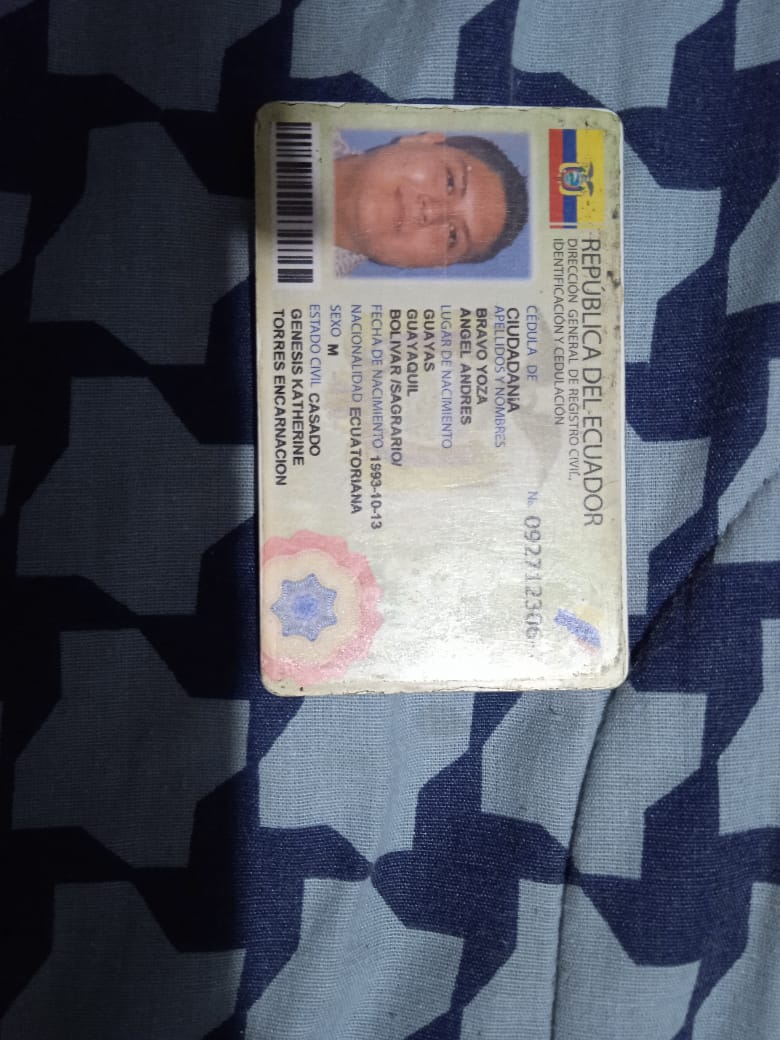 REPÚBLICA DEL ECUADOR
DIRECCIÓN GENERAL DE REGISTRO CIVIL,
IDENTIFICACIÓN Y CEDULACIÓN
CÉDULA DE
CIUDADANÍA
No. 092712306
APELLIDOS Y NOMBRES
BRAVO YOZA
ANGEL ANDRES
LUGAR DE NACIMIENTO
GUAYAS
GUAYAQUIL
BOLIVAR /SAGRARIO/
FECHA DE NACIMIENTO 1993-10-13
NACIONALIDAD ECUATORIANA
SEXO M
ESTADO CIVIL CASADO
GENESIS KATHERINE
TORRES ENCARNACION